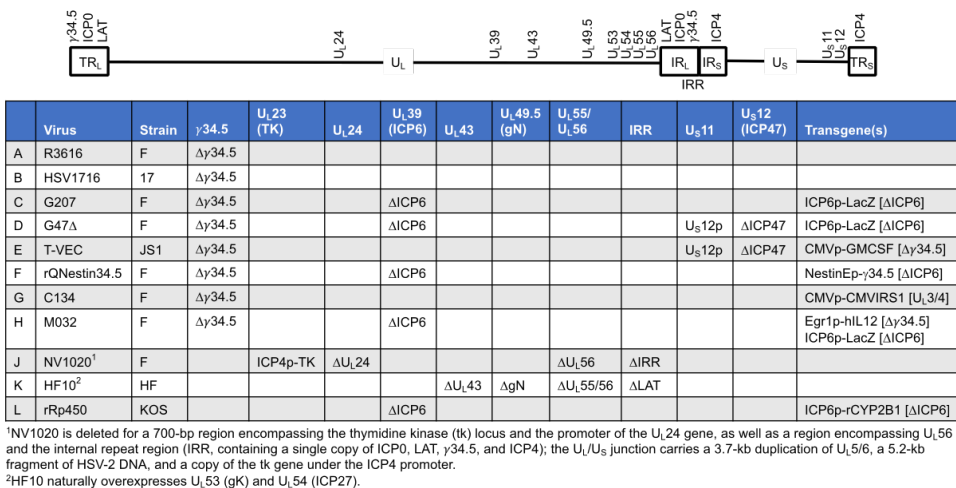 γ34.5 ICP0 LAT UL24 UL39 UL43 UL49.5 UL53 UL54 UL55 UL56 LAT ICP0 γ34.5 ICP4 US11 US12 ICP4
TRL UL IRL IRS US TRS
IRR
Virus Strain γ34.5 UL23 (TK) UL24 UL39 (ICP6) UL43 UL49.5 (gN) UL55/ UL56 IRR US11 US12 (ICP47) Transgene(s)
A R3616 F Δγ34.5
B HSV1716 17 Δγ34.5
C G207 F Δγ34.5 ΔICP6 ICP6p-LacZ [ΔICP6]
D G47Δ F Δγ34.5 ΔICP6 US12p ΔICP47 ICP6p-LacZ [ΔICP6]
E T-VEC JS1 Δγ34.5 US12p ΔICP47 CMVp-GMCSF [Δγ34.5]
F rQNestin34.5 F Δγ34.5 ΔICP6 NestinEp-γ34.5 [ΔICP6]
G C134 F Δγ34.5 CMVp-CMVIRS1 [UL3/4]
H M032 F Δγ34.5 ΔICP6 Egr1p-hIL12 [Δγ34.5]
ICP6p-LacZ [ΔICP6]
J NV1020¹ F ICP4p-TK ΔUL24 ΔUL56 ΔIRR
K HF10² HF ΔUL43 ΔgN ΔUL55/56 ΔLAT
L rRp450 KOS ΔICP6 ICP6p-rCYP2B1 [ΔICP6]
¹NV1020 is deleted for a 700-bp region encompassing the thymidine kinase (tk) locus and the promoter of the UL24 gene, as well as a region encompassing UL56
and the internal repeat region (IRR, containing a single copy of ICP0, LAT, γ34.5, and ICP4); the UL/US junction carries a 3.7-kb duplication of UL5/6, a 5.2-kb
fragment of HSV-2 DNA, and a copy of the tk gene under the ICP4 promoter.
²HF10 naturally overexpresses UL53 (gK) and UL54 (ICP27).